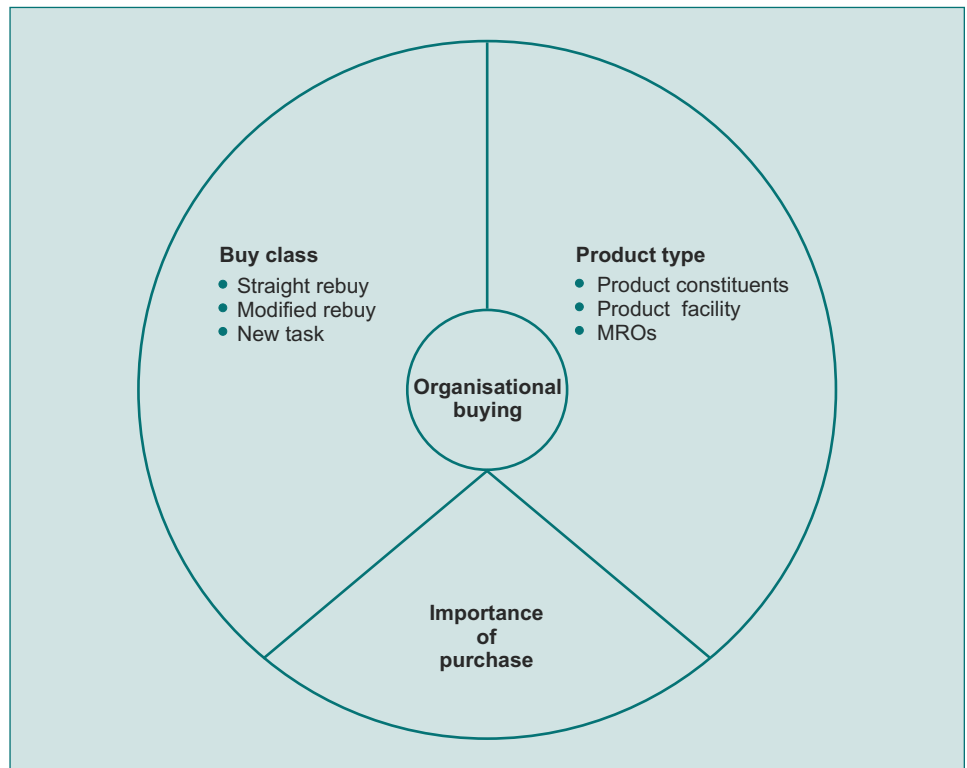 Buy class
Straight rebuy
Modified rebuy
New task
Product type
Product constituents
Product facility
MROs
Organisational
buying
Importance
of
purchase